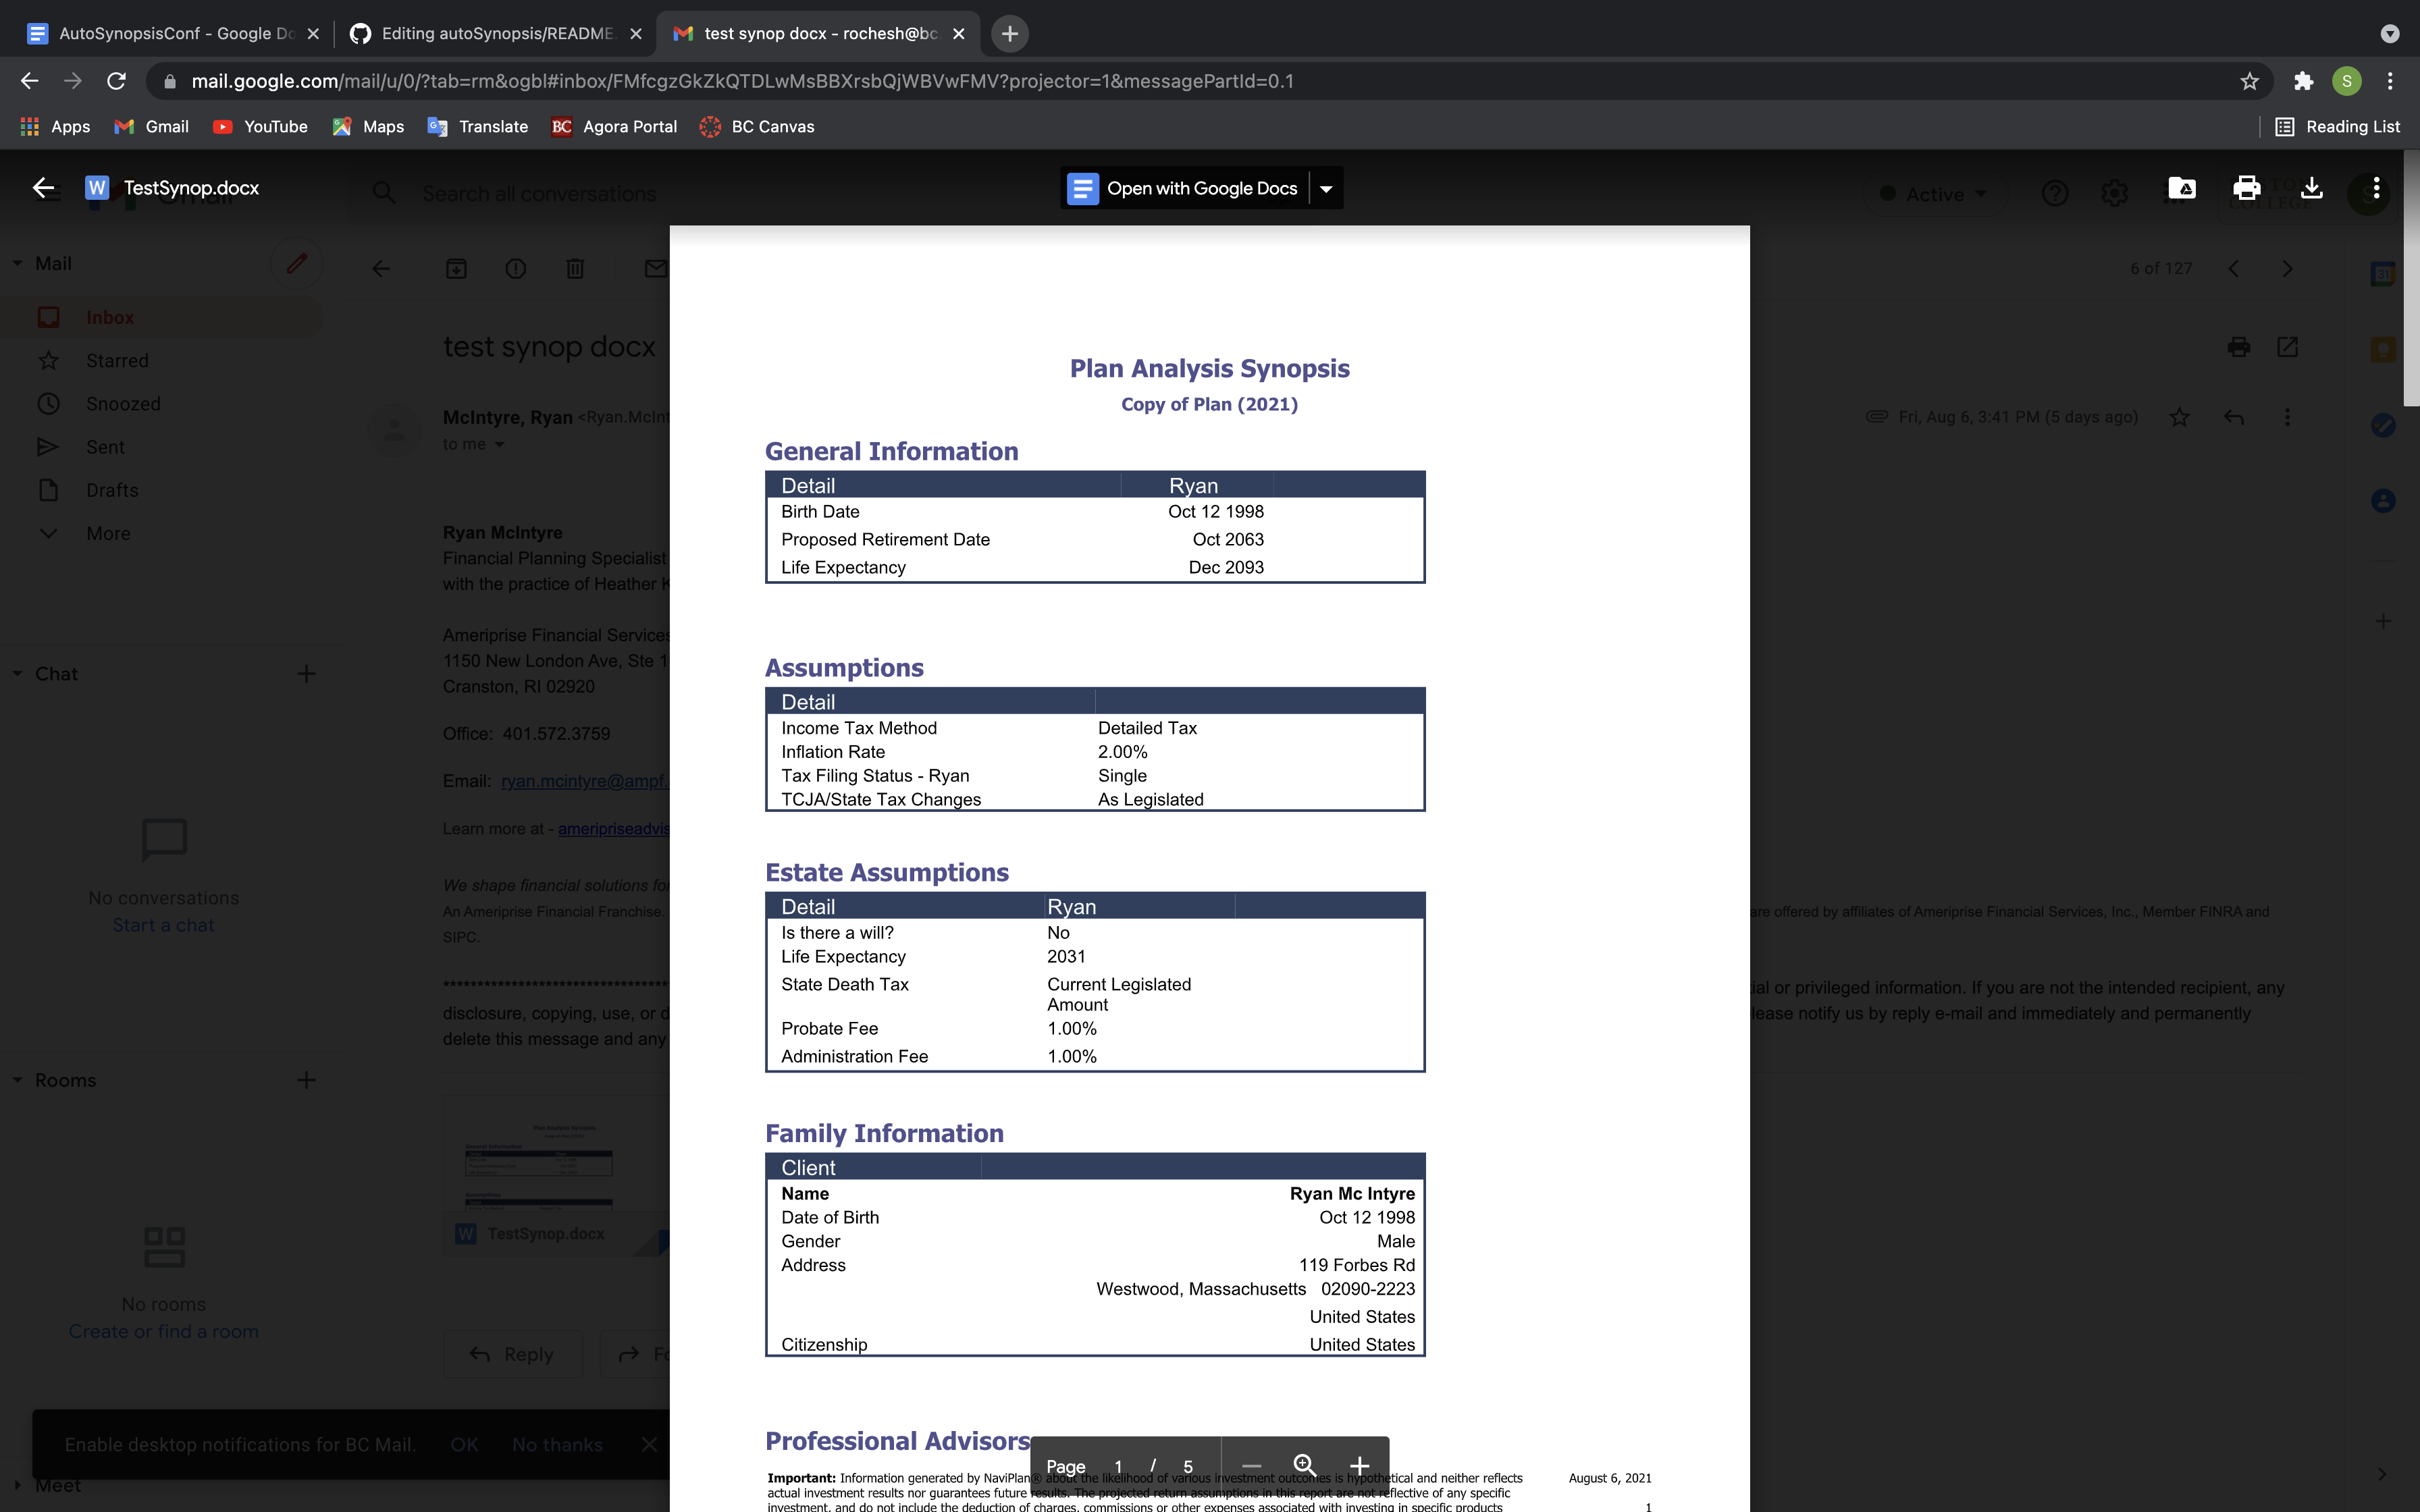 AutoSynopsisConf - Google Do
Editing autoSynopsis/README.
test synop docx - rochesh@bc.
mail.google.com/mail/u/0/?tab=rm&ogbl#inbox/FMfcgzGkZkQTDLwMsBBXrsbQjWBVwFMV?projector=1&messagePartId=0.1
S
Apps
Gmail
YouTube
Maps
Translate
BC Agora Portal
BC Canvas
Reading List
W TestSynop.docx
Search all conversations
Open with Google Docs
Active
Mail
Inbox
Starred
Snoozed
Sent
Drafts
More
Chat
No conversations
Start a chat
Rooms
No rooms
Create or find a room
Meet
6 of 127
test synop docx
McIntyre, Ryan <Ryan.McInt
to me
Fri, Aug 6, 3:41 PM (5 days ago)
Ryan McIntyre
Financial Planning Specialist
with the practice of Heather K
Ameriprise Financial Services
1150 New London Ave, Ste 1
Cranston, RI 02920
Office: 401.572.3759
Email: ryan.mcintyre@ampf.
Learn more at - ameripriseadvis
We shape financial solutions for
An Ameriprise Financial Franchise. are offered by affiliates of Ameriprise Financial Services, Inc., Member FINRA and
SIPC.
ial or privileged information. If you are not the intended recipient, any
disclosure, copying, use, or d lease notify us by reply e-mail and immediately and permanently
delete this message and any
W TestSynop.docx
Reply
Fo
Enable desktop notifications for BC Mail. OK No thanks
Plan Analysis Synopsis
Copy of Plan (2021)
General Information
Detail Ryan
Birth Date Oct 12 1998
Proposed Retirement Date Oct 2063
Life Expectancy Dec 2093
Assumptions
Detail
Income Tax Method Detailed Tax
Inflation Rate 2.00%
Tax Filing Status - Ryan Single
TCJA/State Tax Changes As Legislated
Estate Assumptions
Detail Ryan
Is there a will? No
Life Expectancy 2031
State Death Tax Current Legislated
Amount
Probate Fee 1.00%
Administration Fee 1.00%
Family Information
Client
Name Ryan Mc Intyre
Date of Birth Oct 12 1998
Gender Male
Address 119 Forbes Rd
Westwood, Massachusetts 02090-2223
United States
Citizenship United States
Professional Advisors
Page 1 / 5
Important: Information generated by NaviPlan® about the likelihood of various investment outcomes is hypothetical and neither reflects August 6, 2021
actual investment results nor guarantees future results. The projected return assumptions in this report are not reflective of any specific
investment, and do not include the deduction of charges, commissions or other expenses associated with investing in specific products 1